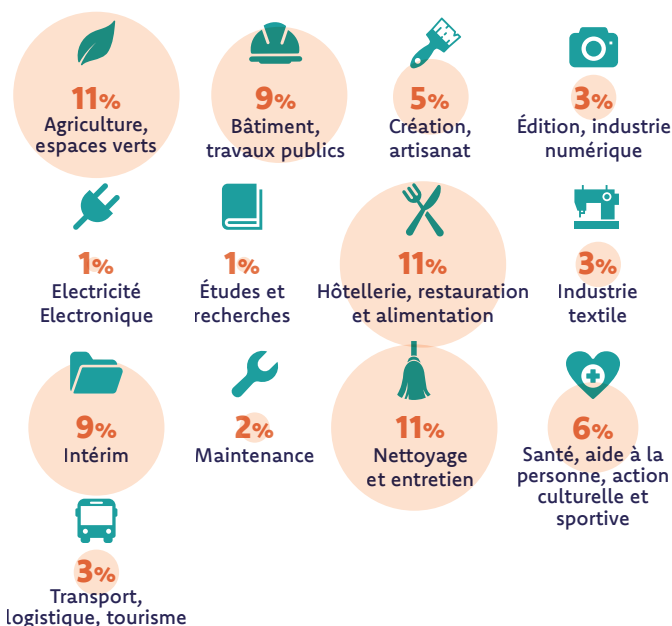 11%
Agriculture,
espaces verts
9%
Bâtiment,
travaux publics
5%
Création,
artisanat
3%
Édition, industrie
numérique
1%
Electricité
Electronique
1%
Études et
recherches
11%
Hôtellerie, restauration
et alimentation
3%
Industrie
textile
9%
Intérim
2%
Maintenance
11%
Nettoyage
et entretien
6%
Santé, aide à la
personne, action
culturelle et
sportive
3%
Transport,
logistique, tourisme